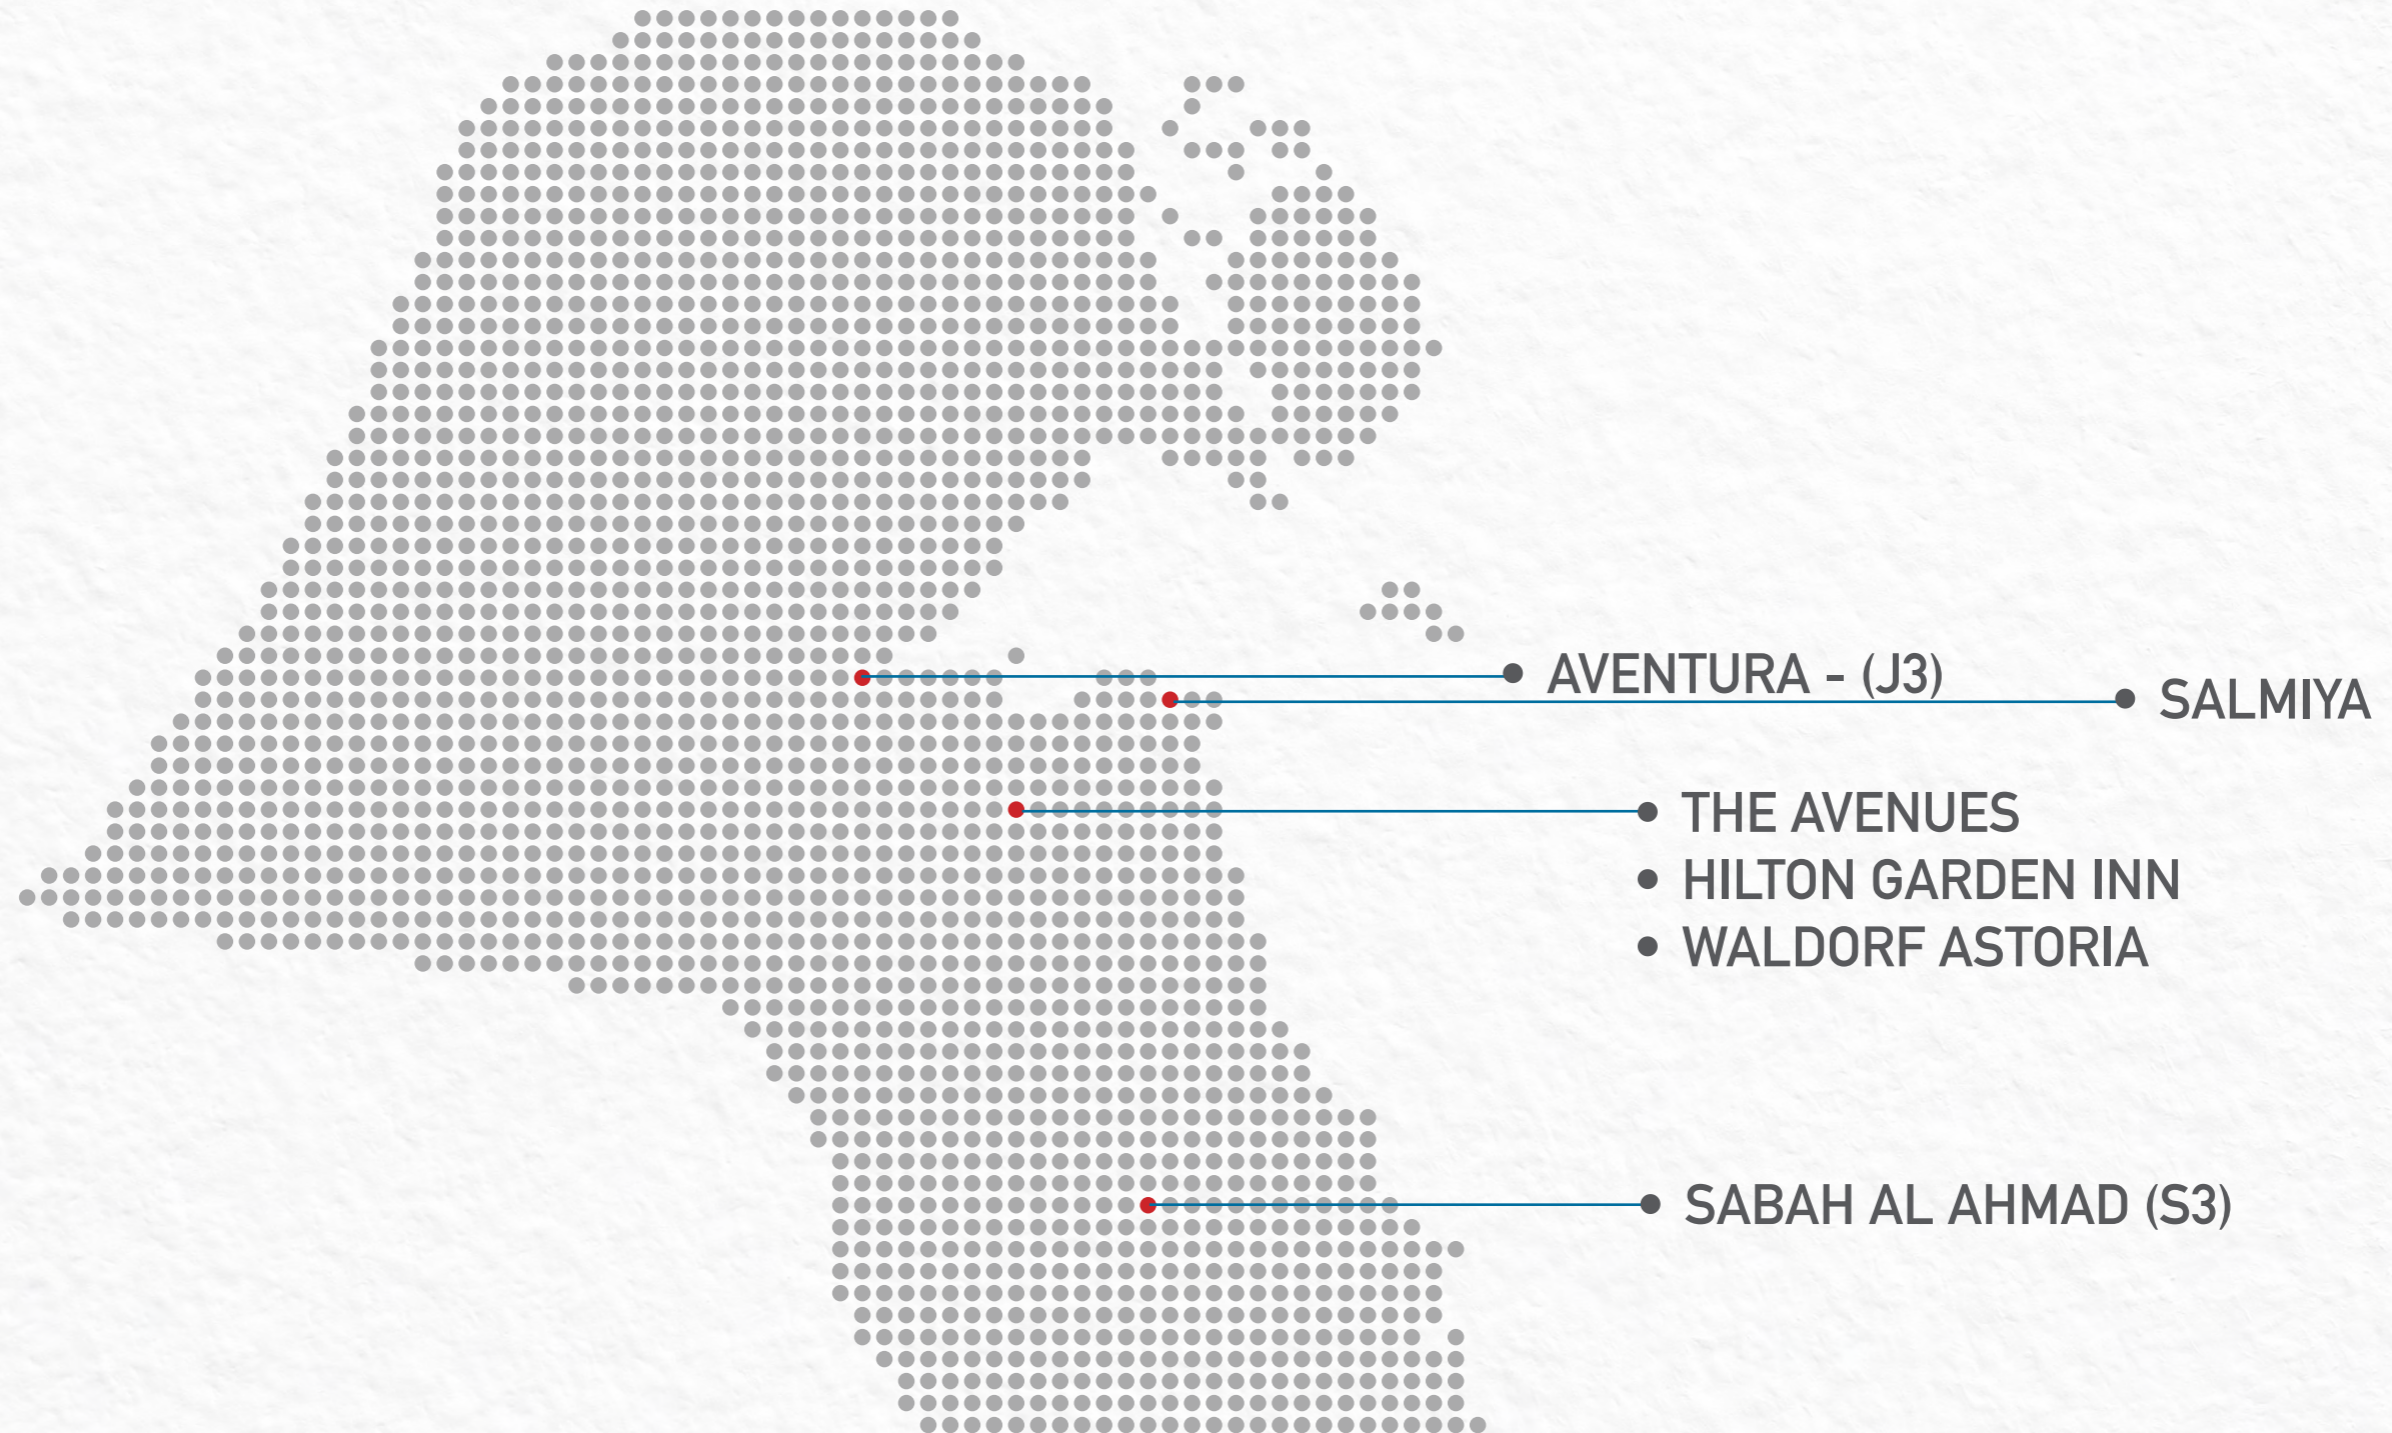 AVENTURA - (J3)
SALMIYA
THE AVENUES
HILTON GARDEN INN
WALDORF ASTORIA
SABAH AL AHMAD (S3)